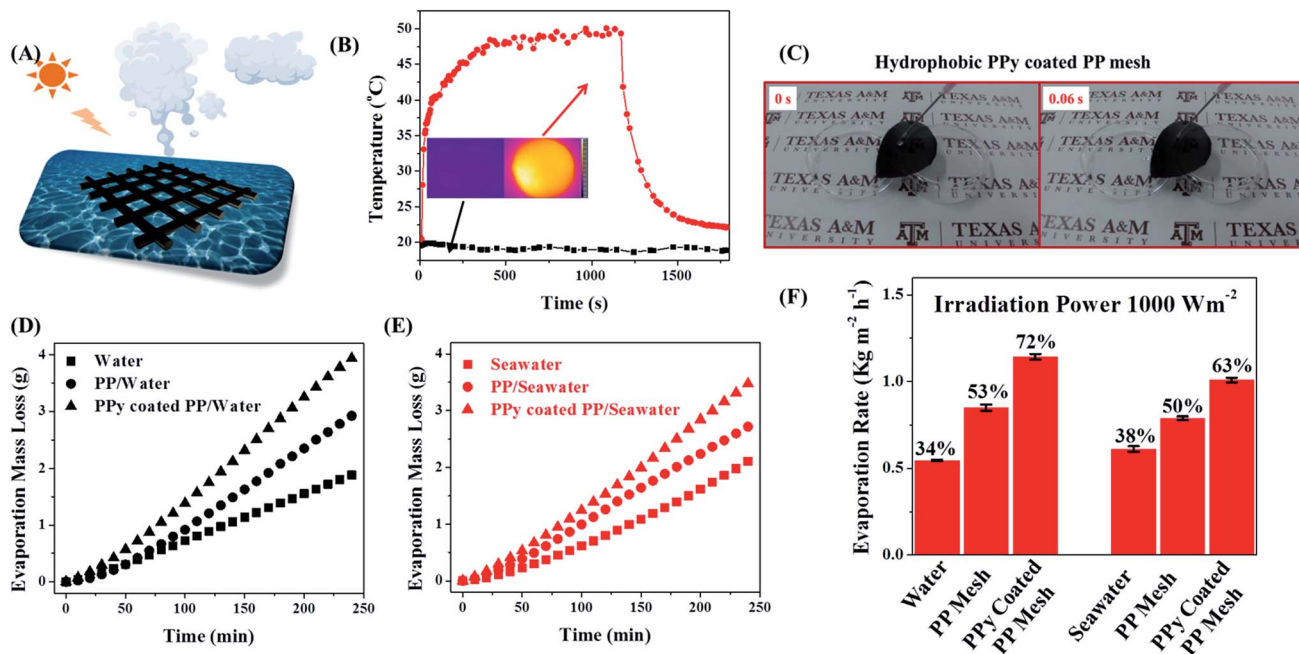 (A)
(B)
Temperature (°C)
50
45
40
35
30
25
20
0
500
1000
1500
Time (s)
(C)
Hydrophobic PPy coated PP mesh
0 s
0.06 s
TEXAS A&M
UNIVERSITY
ATM
TEXAS A&M
UNIVERSITY
ATM
(D)
Evaporation Mass Loss (g)
4
3
2
1
0
Water
PP/Water
PPy coated PP/Water
0
50
100
150
200
250
Time (min)
(E)
Evaporation Mass Loss (g)
4
3
2
1
0
Seawater
PP/Seawater
PPy coated PP/Seawater
0
50
100
150
200
250
Time (min)
(F)
Evaporation Rate (Kg m-2 h-1)
1.5
1.0
0.5
0.0
Irradiation Power 1000 Wm-2
34%
53%
72%
38%
50%
63%
Water
PP Mesh
PPy Coated
PP Mesh
Seawater
PP Mesh
PPy Coated
PP Mesh